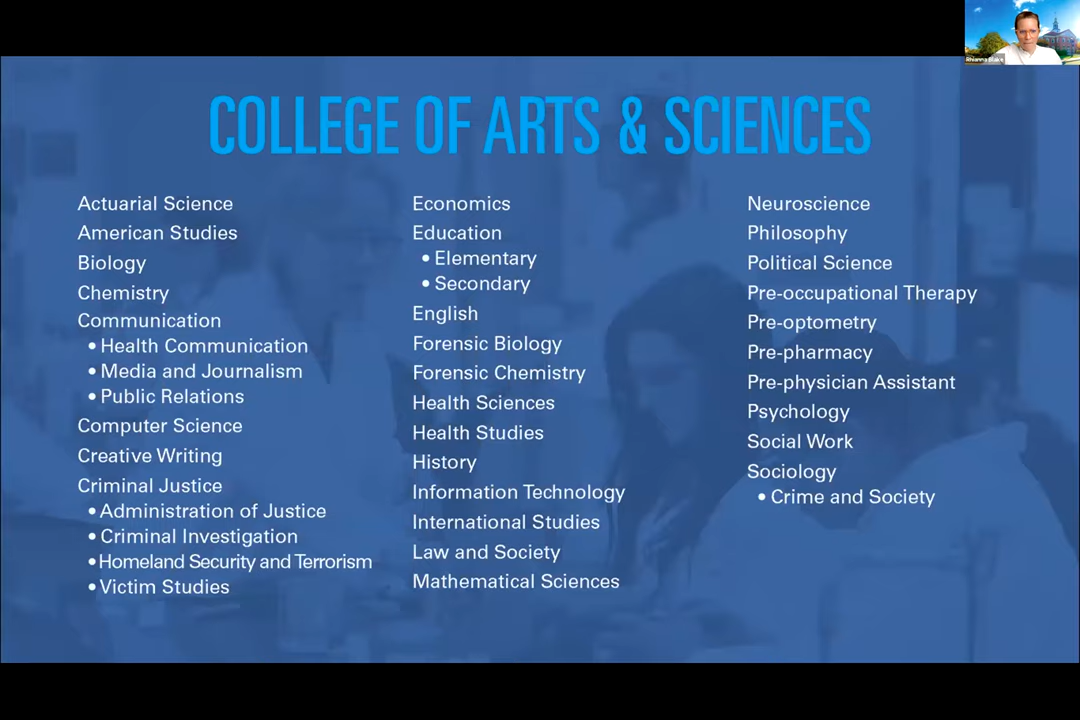 COLLEGE OF ARTS & SCIENCES
Actuarial Science
American Studies
Biology
Chemistry
Communication
• Health Communication
• Media and Journalism
• Public Relations
Computer Science
Creative Writing
Criminal Justice
• Administration of Justice
• Criminal Investigation
• Homeland Security and Terrorism
• Victim Studies
Economics
Education
• Elementary
• Secondary
English
Forensic Biology
Forensic Chemistry
Health Sciences
Health Studies
History
Information Technology
International Studies
Law and Society
Mathematical Sciences
Neuroscience
Philosophy
Political Science
Pre-occupational Therapy
Pre-optometry
Pre-pharmacy
Pre-physician Assistant
Psychology
Social Work
Sociology
• Crime and Society
Rhianna Blake